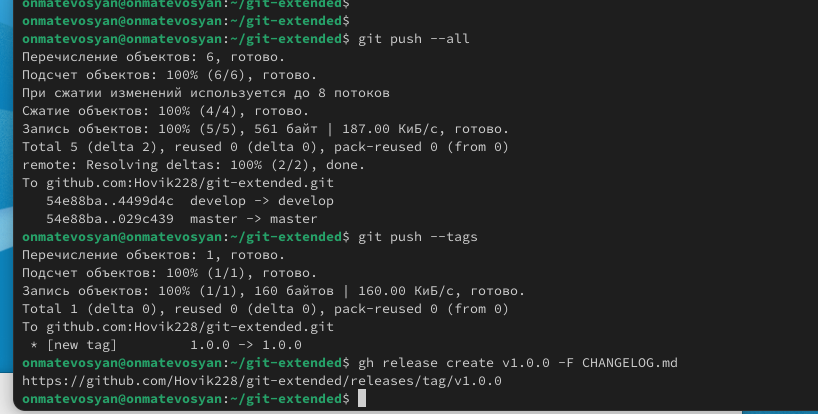 onmatevosyan@onmatevosyan:~/git-extended$
onmatevosyan@onmatevosyan:~/git-extended$
onmatevosyan@onmatevosyan:~/git-extended$ git push --all
Перечисление объектов: 6, готово.
Подсчет объектов: 100% (6/6), готово.
При сжатии изменений используется до 8 потоков
Сжатие объектов: 100% (4/4), готово.
Запись объектов: 100% (5/5), 561 байт | 187.00 КиБ/с, готово.
Total 5 (delta 2), reused 0 (delta 0), pack-reused 0 (from 0)
remote: Resolving deltas: 100% (2/2), done.
To github.com:Hovik228/git-extended.git
   54e88ba..4499d4c  develop -> develop
   54e88ba..029c439  master -> master
onmatevosyan@onmatevosyan:~/git-extended$ git push --tags
Перечисление объектов: 1, готово.
Подсчет объектов: 100% (1/1), готово.
Запись объектов: 100% (1/1), 160 байтов | 160.00 КиБ/с, готово.
Total 1 (delta 0), reused 0 (delta 0), pack-reused 0 (from 0)
To github.com:Hovik228/git-extended.git
 * [new tag]         1.0.0 -> 1.0.0
onmatevosyan@onmatevosyan:~/git-extended$ gh release create v1.0.0 -F CHANGELOG.md
https://github.com/Hovik228/git-extended/releases/tag/v1.0.0
onmatevosyan@onmatevosyan:~/git-extended$